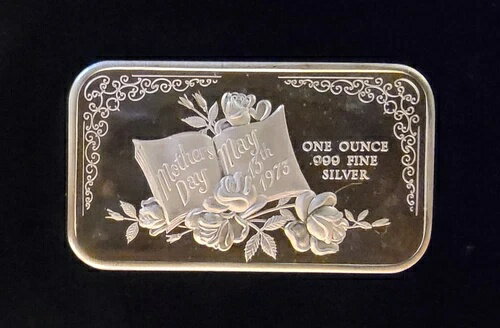 Mother's
Day
May
13th
1973
ONE OUNCE
.999 FINE
SILVER